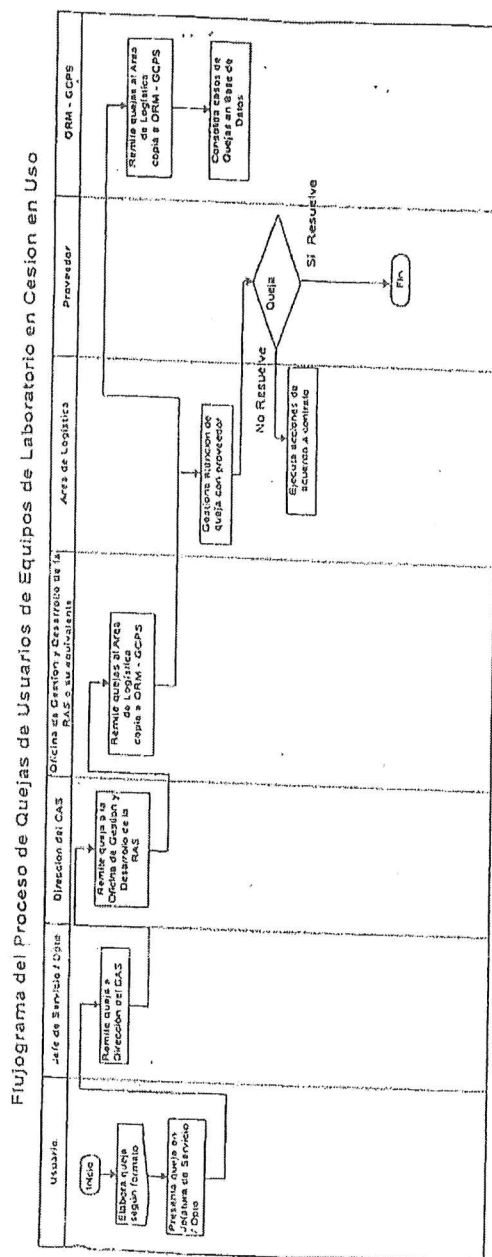 Flujograma del Proceso de Quejas de Usuarios de Equipos de Laboratorio en Cesion en Uso
Usuario
Jefe de Servicio / Dpto
Direccion del CAS
Oficina de Gestion y Desarrollo de la
RAS o su equivalente
Area de Logística
Proveedor
ORM - GCPS
Inicio
Elabora queja
según formato
Presenta queja en
Jefatura de Servicio
/ Dpto
Remite queja a
Dirección del CAS
Remite queja a la
Oficina de Gestion y
Desarrollo de la
RAS
Remite quejas al Area
de Logística
copia a ORM - GCPS
Gestiona atencion de
queja con proveedor
Ejecuta acciones de
acuerdo A contrato
Queja
No Resuelve
Si Resuelve
Fin
Remite quejas al Area
de Logística
copia a ORM - GCPS
Consolida casos de
Quejas en Base de
Datos